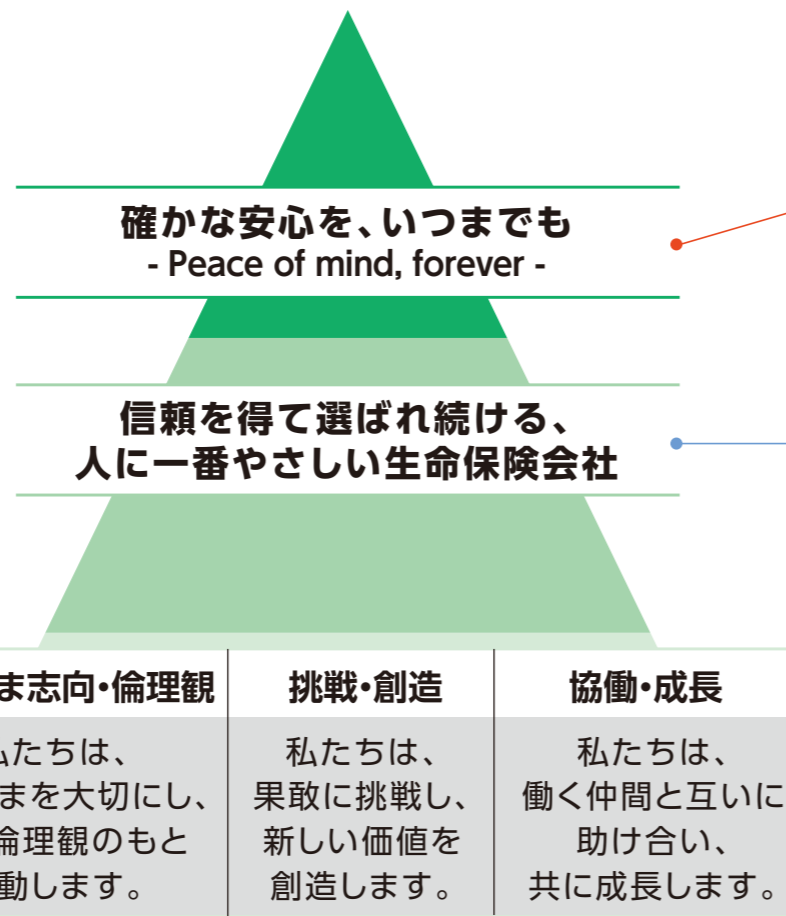 確かな安心を、いつまでも
- Peace of mind, forever -
信頼を得て選ばれ続ける、
人に一番やさしい生命保険会社
ま志向・倫理観
たちは、
まを大切にし、
倫理観のもと
動します。
挑戦・創造
私たちは、
果敢に挑戦し、
新しい価値を
創造します。
協働・成長
私たちは、
働く仲間と互いに
助け合い、
共に成長します。